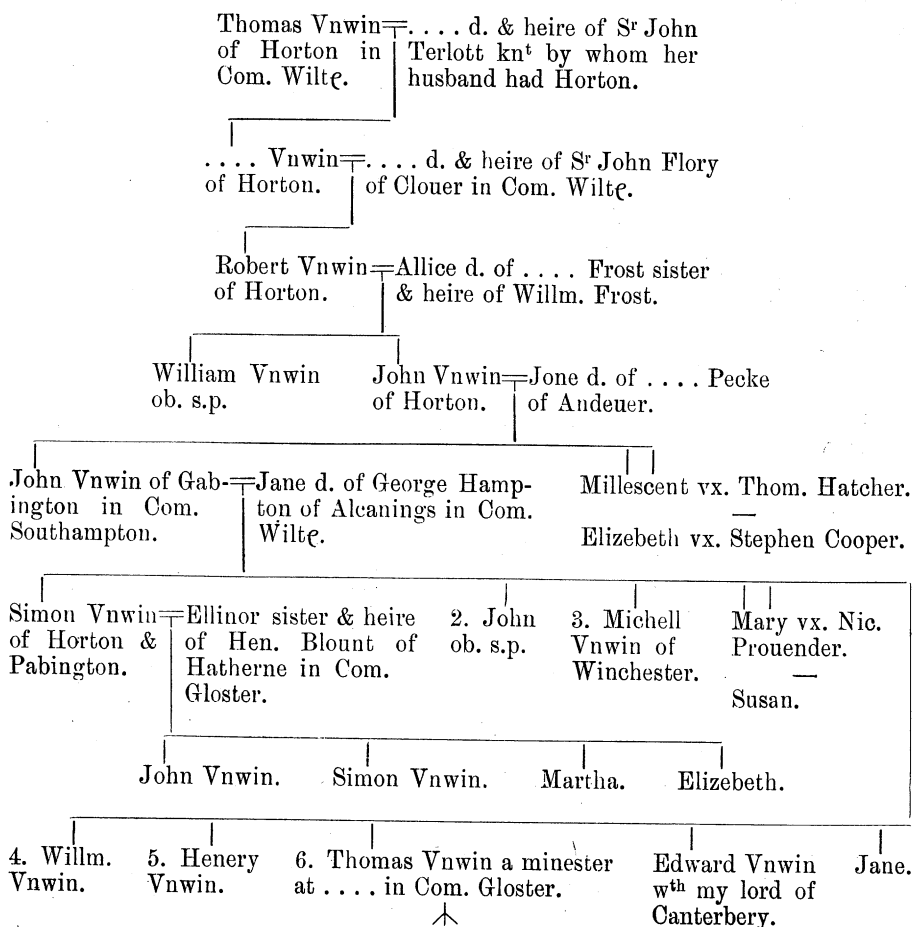 Thomas Vnwin=.... d. & heire of Sʳ John
of Horton in Terlott knᵗ by whom her
Com. Wiltꝭ. husband had Horton.
.... Vnwin=.... d. & heire of Sʳ John Flory
of Horton. of Clouer in Com. Wiltꝭ.
Robert Vnwin=Allice d. of .... Frost sister
of Horton. & heire of Willm. Frost.
William Vnwin
ob. s.p.
John Vnwin=Jone d. of .... Pecke
of Horton. of Andeuer.
John Vnwin of Gab-=Jane d. of George Hamp-
ington in Com. ton of Alcanings in Com.
Southampton. Wiltꝭ.
Millescent vx. Thom. Hatcher.
—
Elizebeth vx. Stephen Cooper.
Simon Vnwin=Ellinor sister & heire
of Horton & of Hen. Blount of
Pabington. Hatherne in Com.
Gloster.
2. John
ob. s.p.
3. Michell
Vnwin of
Winchester.
Mary vx. Nic.
Prouender.
—
Susan.
John Vnwin. Simon Vnwin. Martha. Elizebeth.
4. Willm.
Vnwin.
5. Henery
Vnwin.
6. Thomas Vnwin a minester
at .... in Com. Gloster.
Edward Vnwin
wᵗʰ my lord of
Canterbery.
Jane.